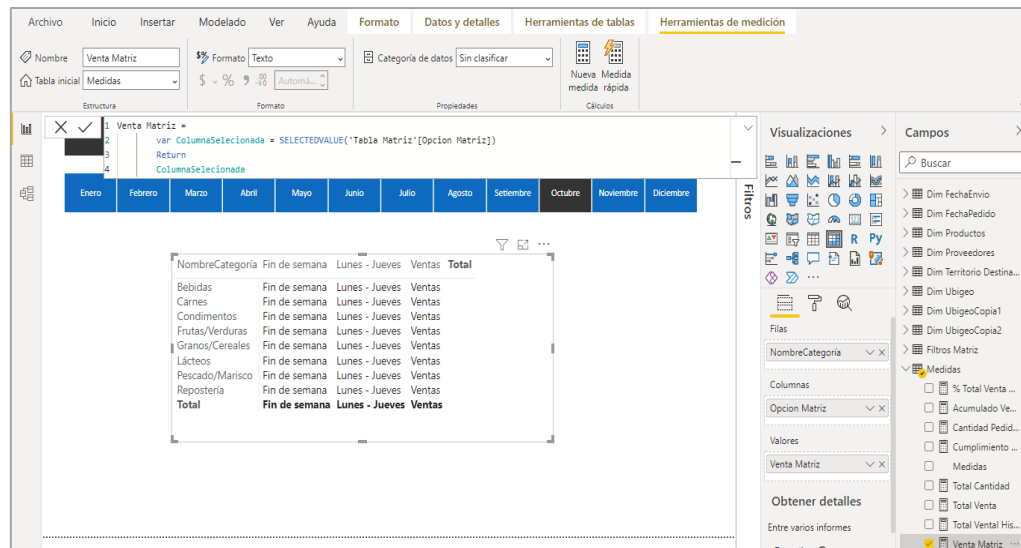 Archivo Inicio Insertar Modelado Ver Ayuda Formato Datos y detalles Herramientas de tablas Herramientas de medición
Nombre Venta Matriz
Formato Texto
Categoría de datos Sin clasificar
Tabla inicial Medidas
$ % 9 Automá...
Nueva medida
Medida rápida
Estructura Formato Propiedades Cálculos
1 Venta Matriz =
2 var ColumnaSelecionada = SELECTEDVALUE('Tabla Matriz'[Opcion Matriz])
3 Return
4 ColumnaSelecionada
Enero Febrero Marzo Abril Mayo Junio Julio Agosto Setiembre Octubre Noviembre Diciembre
NombreCategoría Fin de semana Lunes - Jueves Ventas Total
Bebidas Fin de semana Lunes - Jueves Ventas
Carnes Fin de semana Lunes - Jueves Ventas
Condimentos Fin de semana Lunes - Jueves Ventas
Frutas/Verduras Fin de semana Lunes - Jueves Ventas
Granos/Cereales Fin de semana Lunes - Jueves Ventas
Lácteos Fin de semana Lunes - Jueves Ventas
Pescado/Marisco Fin de semana Lunes - Jueves Ventas
Repostería Fin de semana Lunes - Jueves Ventas
Total Fin de semana Lunes - Jueves Ventas
Filtros
Visualizaciones
R Py
Filas
NombreCategoría
Columnas
Opcion Matriz
Valores
Venta Matriz
Obtener detalles
Entre varios informes
Campos
Buscar
Dim FechaEnvio
Dim FechaPedido
Dim Productos
Dim Proveedores
Dim Territorio Destina...
Dim Ubigeo
Dim UbigeoCopia1
Dim UbigeoCopia2
Filtros Matriz
Medidas
% Total Venta ...
Acumulado Ve...
Cantidad Pedid...
Cumplimiento ...
Medidas
Total Cantidad
Total Venta
Total Vental His...
Venta Matriz